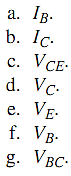 a. I_B.
b. I_C.
c. V_CE.
d. V_C.
e. V_E.
f. V_B.
g. V_BC.